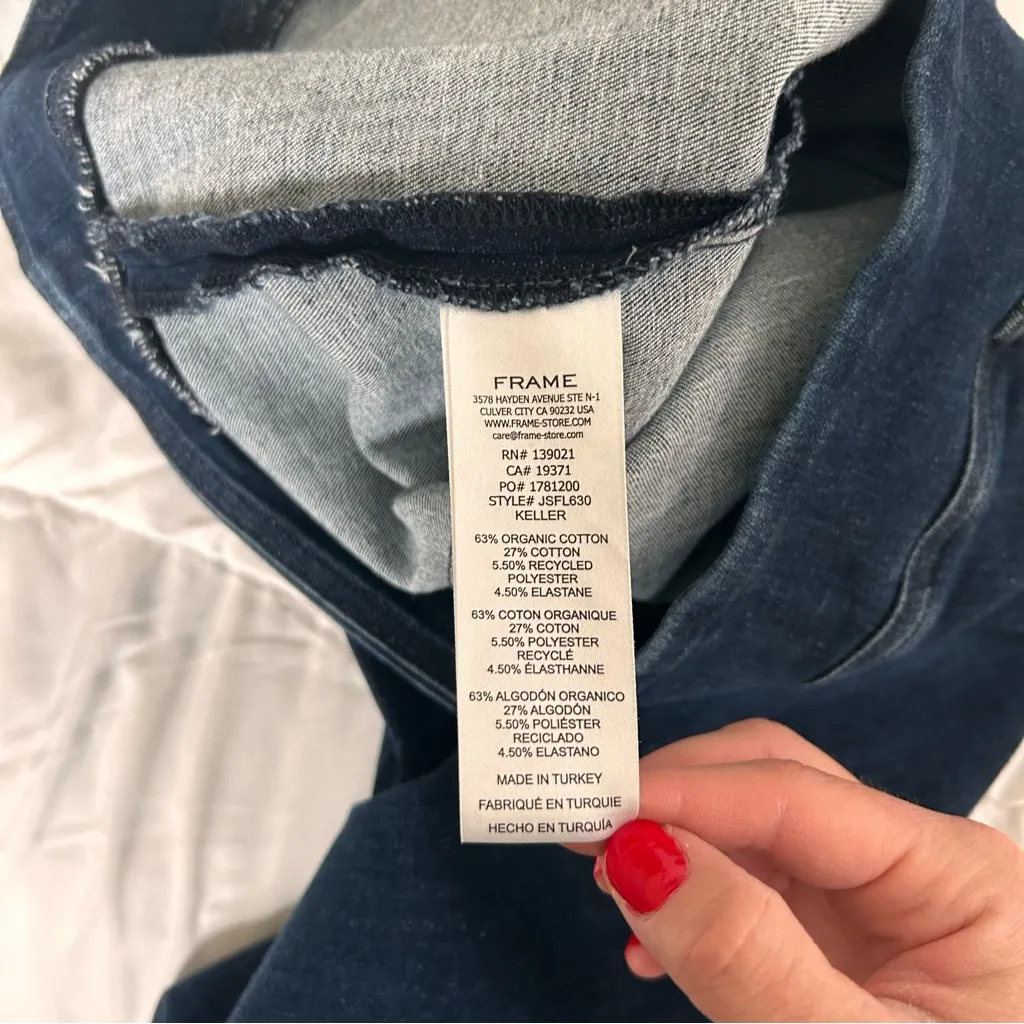 FRAME
3578 HAYDEN AVENUE STE N-1
CULVER CITY CA 90232 USA
WWW.FRAME-STORE.COM
care@frame-store.com
RN# 139021
CA# 19371
PO# 1781200
STYLE# JSFL630
KELLER
63% ORGANIC COTTON
27% COTTON
5.50% RECYCLED
POLYESTER
4.50% ELASTANE
63% COTON ORGANIQUE
27% COTON
5.50% POLYESTER
RECYCLÉ
4.50% ÉLASTHANNE
63% ALGODÓN ORGANICO
27% ALGODÓN
5.50% POLIÉSTER
RECICLADO
4.50% ELASTANO
MADE IN TURKEY
FABRIQUÉ EN TURQUIE
HECHO EN TURQUÍA